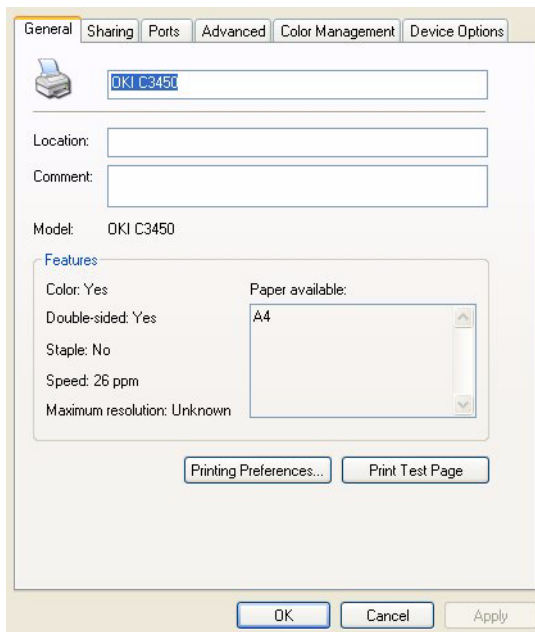 General Sharing Ports Advanced Color Management Device Options
OKI C3450
Location:
Comment:
Model: OKI C3450
Features
Color: Yes Paper available:
Double-sided: Yes A4
Staple: No
Speed: 26 ppm
Maximum resolution: Unknown
Printing Preferences... Print Test Page
OK Cancel Apply